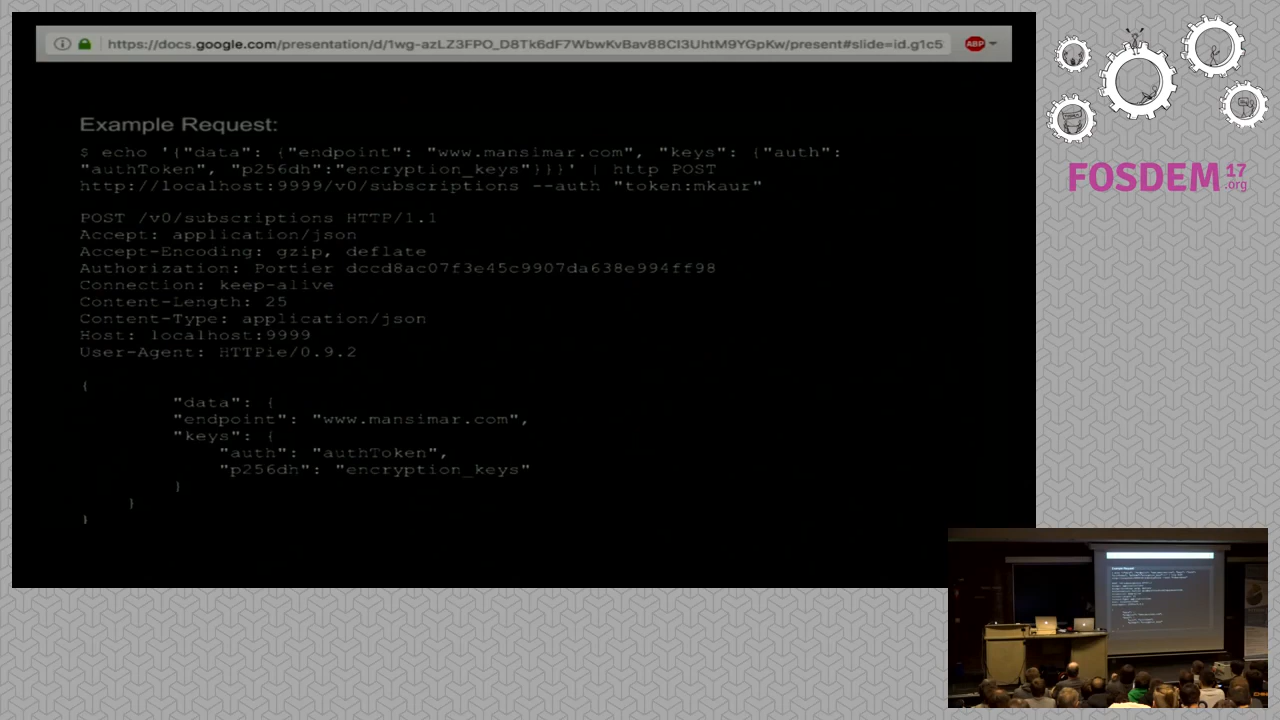 https://docs.google.com/presentation/d/1wg-azLZ3FPO_D8Tk6dF7WbwKvBav88CI3UhtM9YGpKw/present#slide=id.g1c5
ABP
Example Request:
$ echo '{"data": {"endpoint": "www.mansimar.com", "keys": {"auth":
"authToken", "p256dh":"encryption_keys"}}}' | http POST
http://localhost:9999/v0/subscriptions --auth "token:mkaur"
POST /v0/subscriptions HTTP/1.1
Accept: application/json
Accept-Encoding: gzip, deflate
Authorization: Portier dccd8ac07f3e45c9907da638e994ff98
Connection: keep-alive
Content-Length: 25
Content-Type: application/json
Host: localhost:9999
User-Agent: HTTPie/0.9.2
{
"data": {
"endpoint": "www.mansimar.com",
"keys": {
"auth": "authToken",
"p256dh": "encryption_keys"
}
}
}
FOSDEM 17
.org